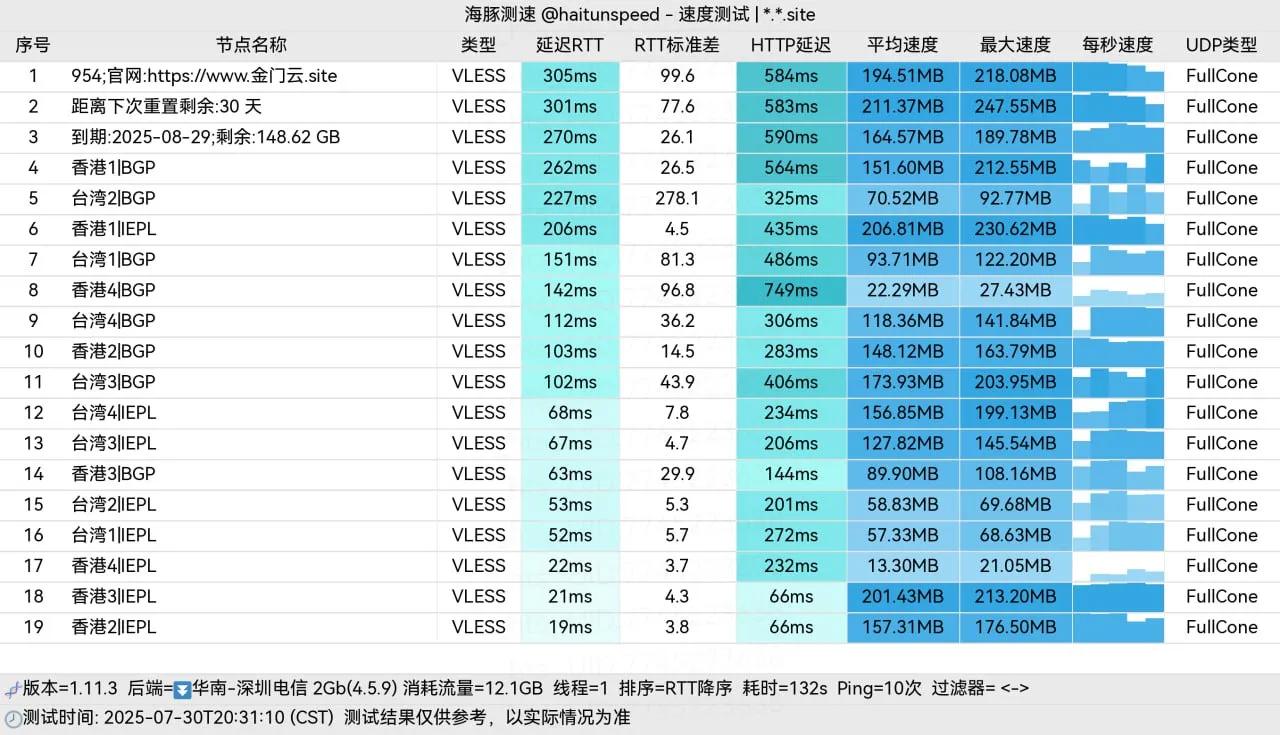 海豚测速 @haitunspeed - 速度测试 | *.*.site
序号 节点名称 类型 延迟RTT RTT标准差 HTTP延迟 平均速度 最大速度 每秒速度 UDP类型
1 954;官网:https://www.金门云.site VLESS 305ms 99.6 584ms 194.51MB 218.08MB FullCone
2 距离下次重置剩余:30 天 VLESS 301ms 77.6 583ms 211.37MB 247.55MB FullCone
3 到期:2025-08-29;剩余:148.62 GB VLESS 270ms 26.1 590ms 164.57MB 189.78MB FullCone
4 香港1|BGP VLESS 262ms 26.5 564ms 151.60MB 212.55MB FullCone
5 台湾2|BGP VLESS 227ms 278.1 325ms 70.52MB 92.77MB FullCone
6 香港1|IEPL VLESS 206ms 4.5 435ms 206.81MB 230.62MB FullCone
7 台湾1|BGP VLESS 151ms 81.3 486ms 93.71MB 122.20MB FullCone
8 香港4|BGP VLESS 142ms 96.8 749ms 22.29MB 27.43MB FullCone
9 台湾4|BGP VLESS 112ms 36.2 306ms 118.36MB 141.84MB FullCone
10 香港2|BGP VLESS 103ms 14.5 283ms 148.12MB 163.79MB FullCone
11 台湾3|BGP VLESS 102ms 43.9 406ms 173.93MB 203.95MB FullCone
12 台湾4|IEPL VLESS 68ms 7.8 234ms 156.85MB 199.13MB FullCone
13 台湾3|IEPL VLESS 67ms 4.7 206ms 127.82MB 145.54MB FullCone
14 香港3|BGP VLESS 63ms 29.9 144ms 89.90MB 108.16MB FullCone
15 台湾2|IEPL VLESS 53ms 5.3 201ms 58.83MB 69.68MB FullCone
16 台湾1|IEPL VLESS 52ms 5.7 272ms 57.33MB 68.63MB FullCone
17 香港4|IEPL VLESS 22ms 3.7 232ms 13.30MB 21.05MB FullCone
18 香港3|IEPL VLESS 21ms 4.3 66ms 201.43MB 213.20MB FullCone
19 香港2|IEPL VLESS 19ms 3.8 66ms 157.31MB 176.50MB FullCone
版本=1.11.3 后端=华南-深圳电信 2Gb(4.5.9) 消耗流量=12.1GB 线程=1 排序=RTT降序 耗时=132s Ping=10次 过滤器= <->
测试时间: 2025-07-30T20:31:10 (CST) 测试结果仅供参考，以实际情况为准